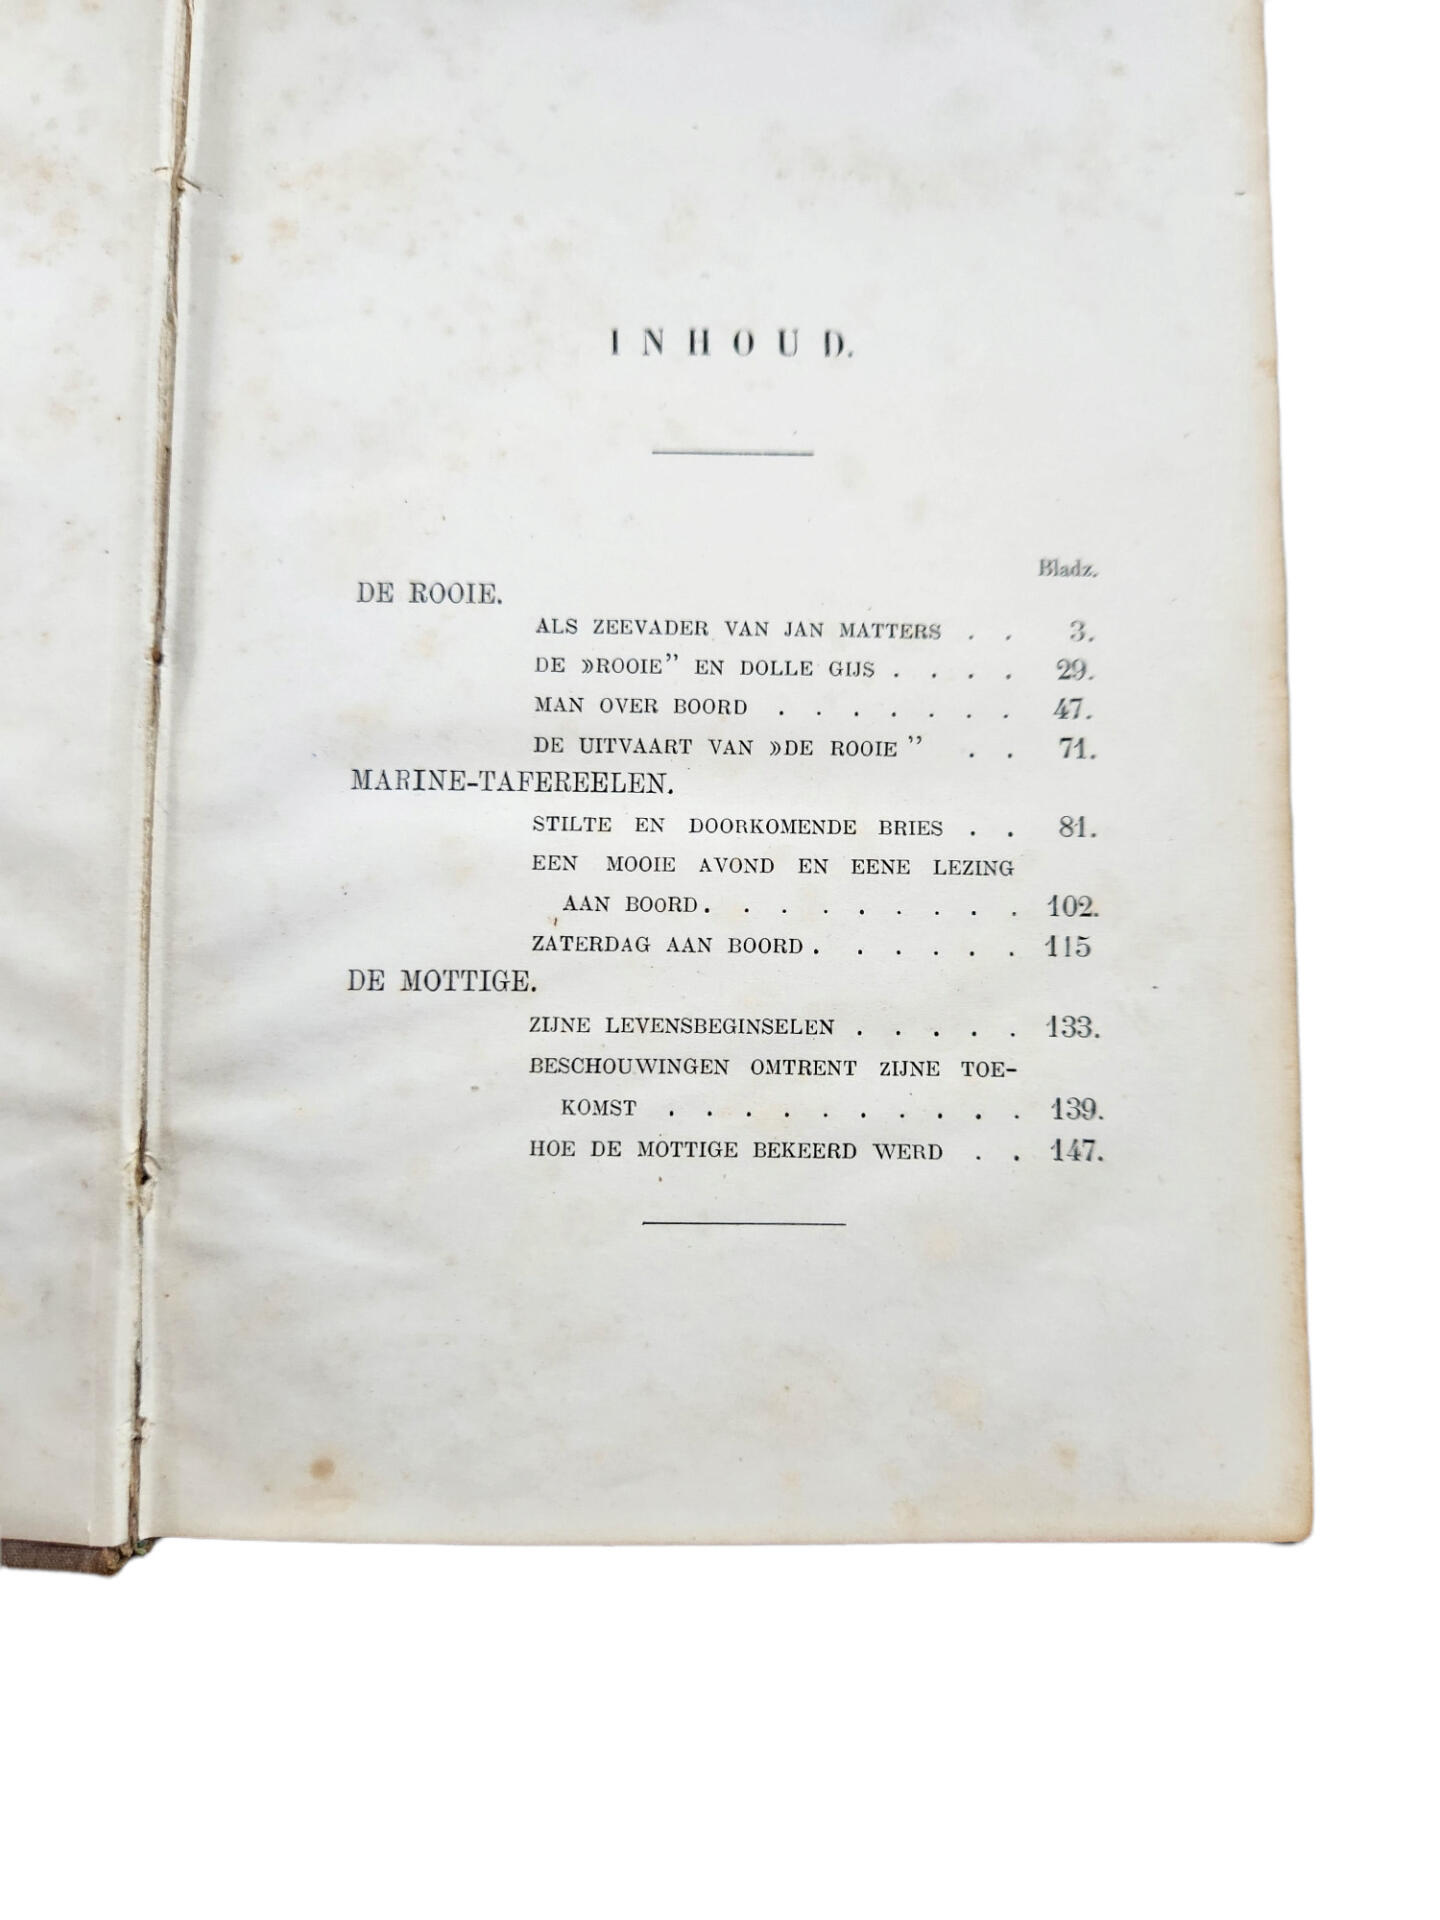 INHOUD.
Bladz.
DE ROOIE.
ALS ZEEVADER VAN JAN MATTERS . . 3.
DE »ROOIE” EN DOLLE GIJS . . . . 29.
MAN OVER BOORD . . . . . . . 47.
DE UITVAART VAN »DE ROOIE ” . . 71.
MARINE-TAFEREELEN.
STILTE EN DOORKOMENDE BRIES . . 81.
EEN MOOIE AVOND EN EENE LEZING
AAN BOORD. . . . . . . . . 102.
ZATERDAG AAN BOORD . . . . . . 115
DE MOTTIGE.
ZIJNE LEVENSBEGINSELEN . . . . . 133.
BESCHOUWINGEN OMTRENT ZIJNE TOE-
KOMST . . . . . . . . . . 139.
HOE DE MOTTIGE BEKEERD WERD . . 147.